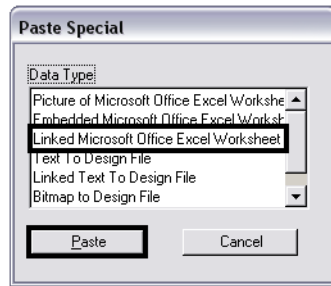 Paste Special
Data Type
Picture of Microsoft Office Excel Workshe
Embedded Microsoft Office Excel Worksh
Linked Microsoft Office Excel Worksheet
Text To Design File
Linked Text To Design File
Bitmap to Design File
Paste Cancel